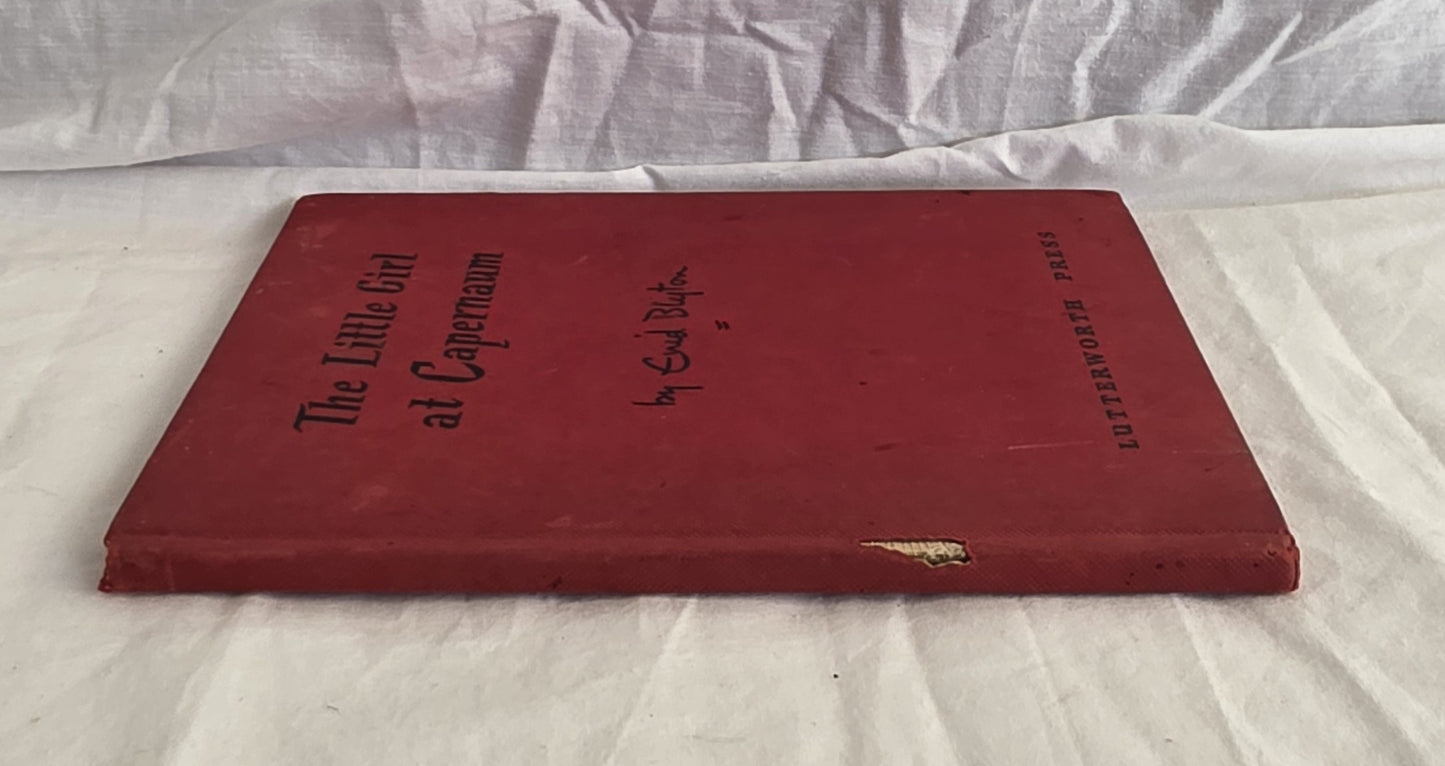 The Little Girl
at Capernaum
by Enid Blyton
LUTTERWORTH PRESS